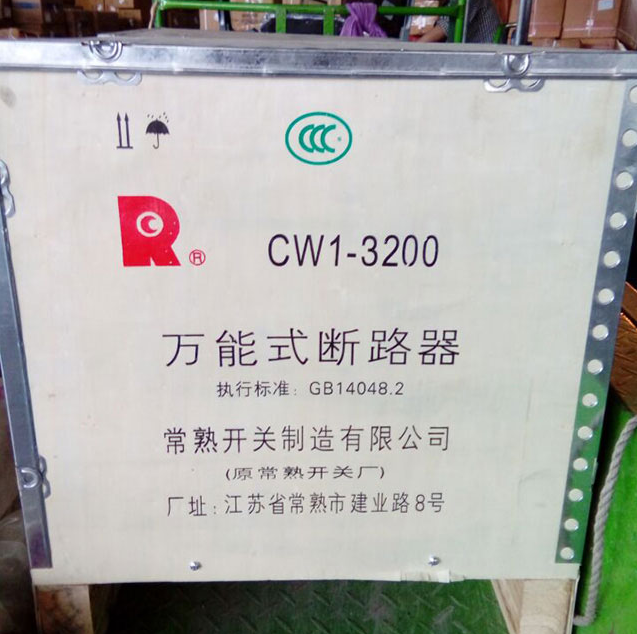 CCC
R ®
CW1-3200
万能式断路器
执行标准: GB14048.2
常熟开关制造有限公司
(原常熟开关厂)
厂址: 江苏省常熟市建业路8号